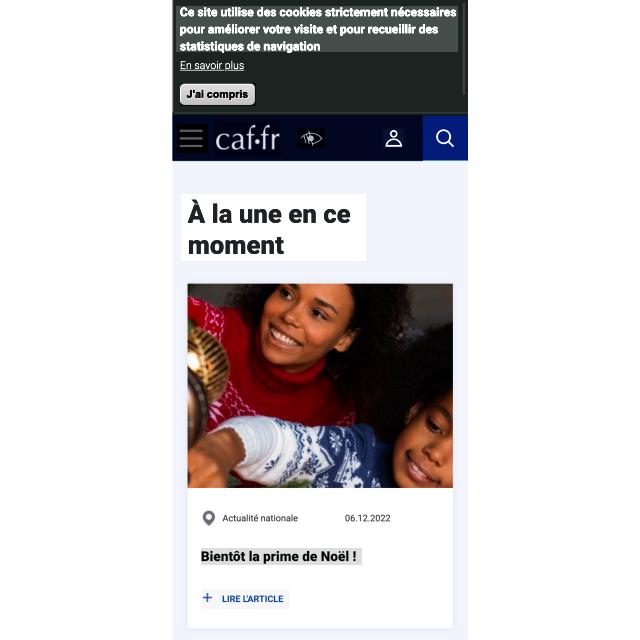 Ce site utilise des cookies strictement nécessaires
pour améliorer votre visite et pour recueillir des
statistiques de navigation
En savoir plus
J'ai compris
caf•fr
À la une en ce
moment
Actualité nationale 06.12.2022
Bientôt la prime de Noël !
+ LIRE L'ARTICLE